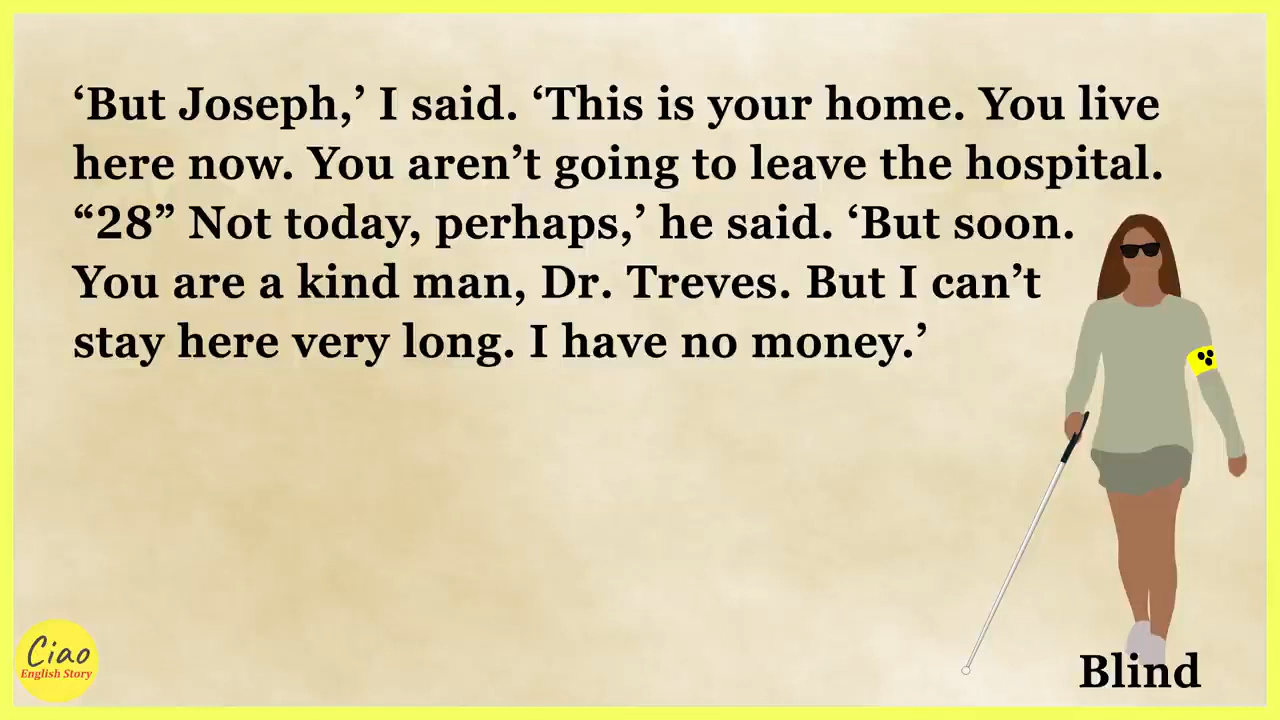 ‘But Joseph,’ I said. ‘This is your home. You live
here now. You aren’t going to leave the hospital.
“28” Not today, perhaps,’ he said. ‘But soon.
You are a kind man, Dr. Treves. But I can’t
stay here very long. I have no money.’
Ciao
English Story
Blind